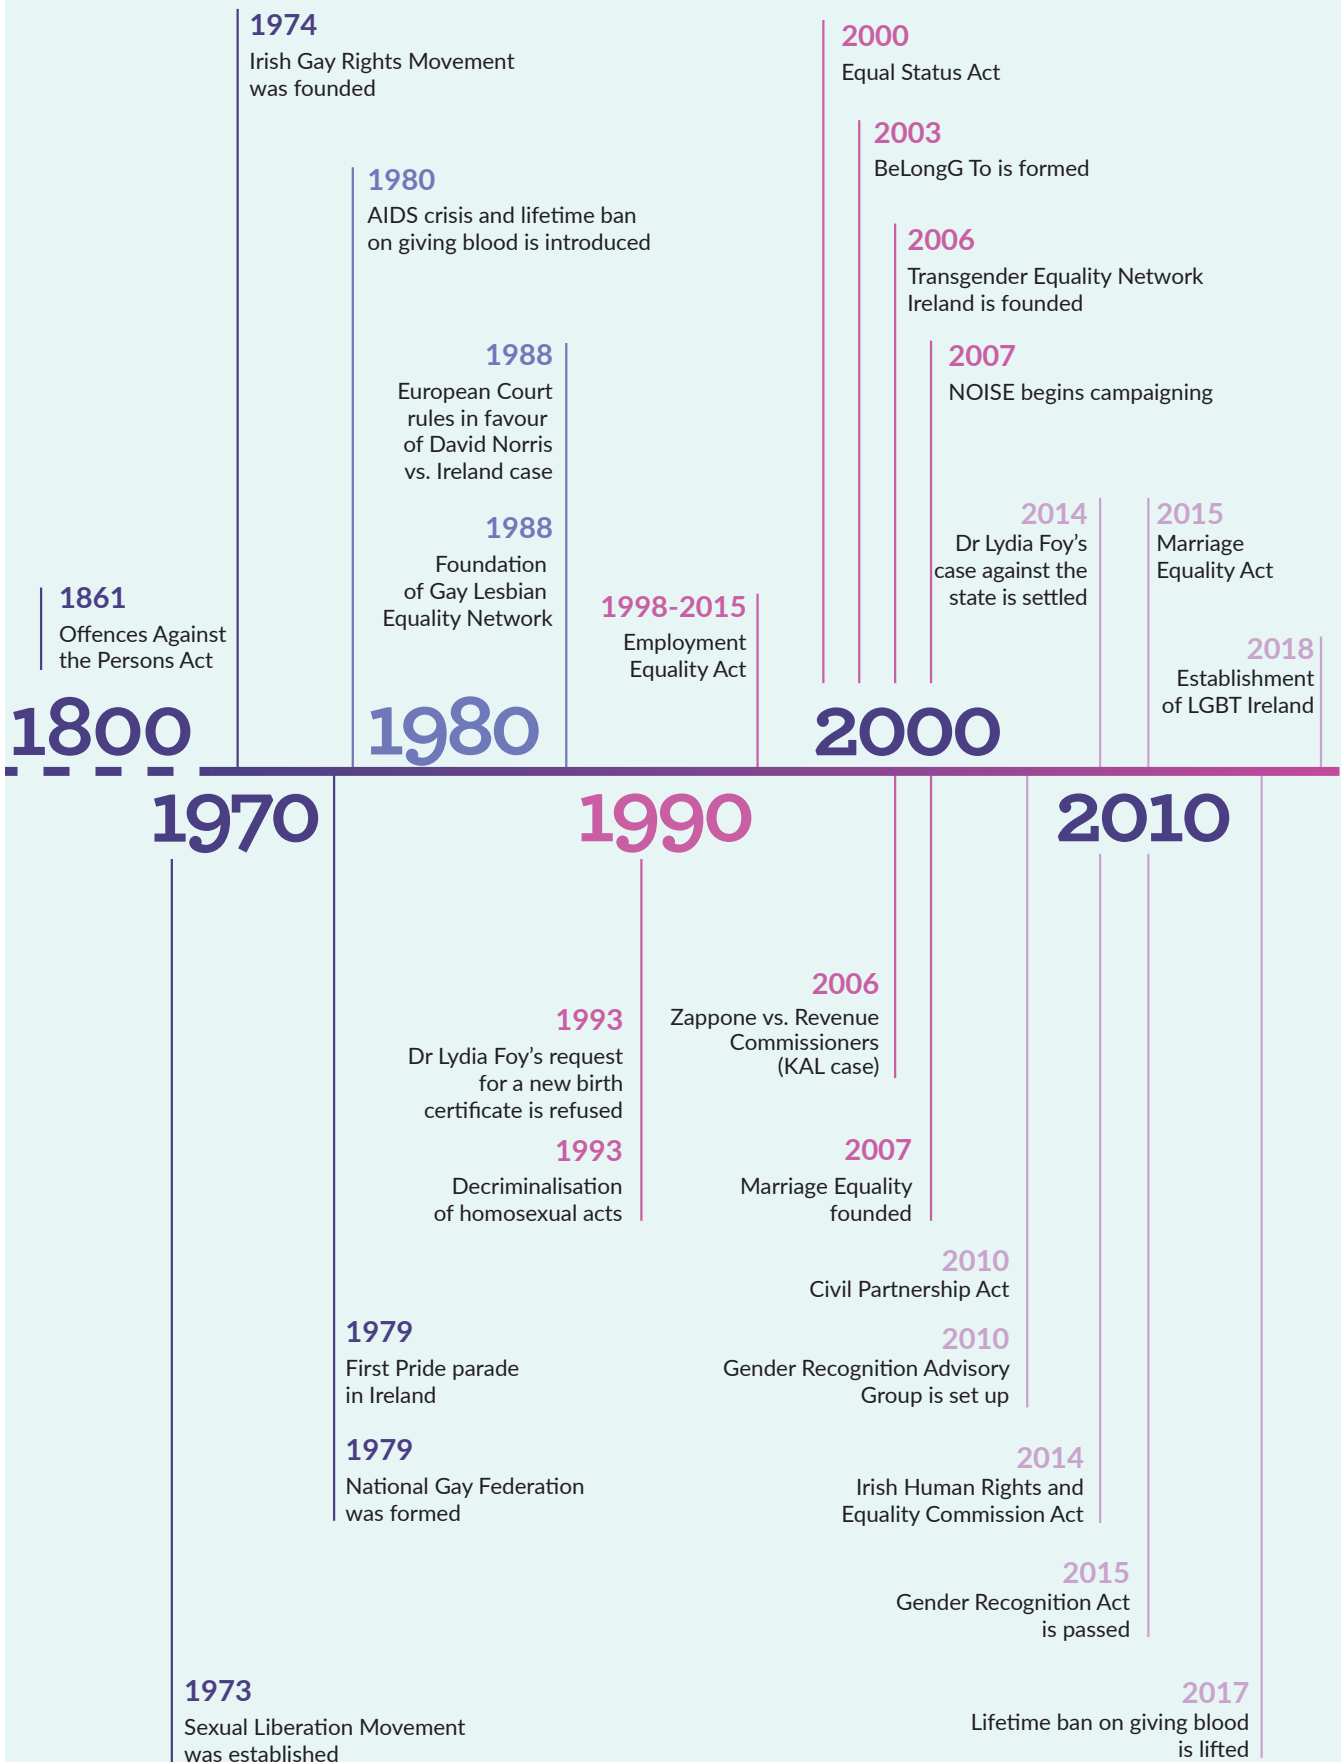 1974
Irish Gay Rights Movement
was founded
1980
AIDS crisis and lifetime ban
on giving blood is introduced
1988
European Court
rules in favour
of David Norris
vs. Ireland case
1988
Foundation
of Gay Lesbian
Equality Network
1861
Offences Against
the Persons Act
1998-2015
Employment
Equality Act
2000
Equal Status Act
2003
BeLonG To is formed
2006
Transgender Equality Network
Ireland is founded
2007
NOISE begins campaigning
2014
Dr Lydia Foy's
case against the
state is settled
2015
Marriage
Equality Act
2018
Establishment
of LGBT Ireland
1800
1980
2000
1970
1990
2010
1993
Dr Lydia Foy's request
for a new birth
certificate is refused
1993
Decriminalisation
of homosexual acts
2006
Zappone vs. Revenue
Commissioners
(KAL case)
2007
Marriage Equality
founded
2010
Civil Partnership Act
2010
Gender Recognition Advisory
Group is set up
1979
First Pride parade
in Ireland
1979
National Gay Federation
was formed
2014
Irish Human Rights and
Equality Commission Act
2015
Gender Recognition Act
is passed
1973
Sexual Liberation Movement
was established
2017
Lifetime ban on giving blood
is lifted